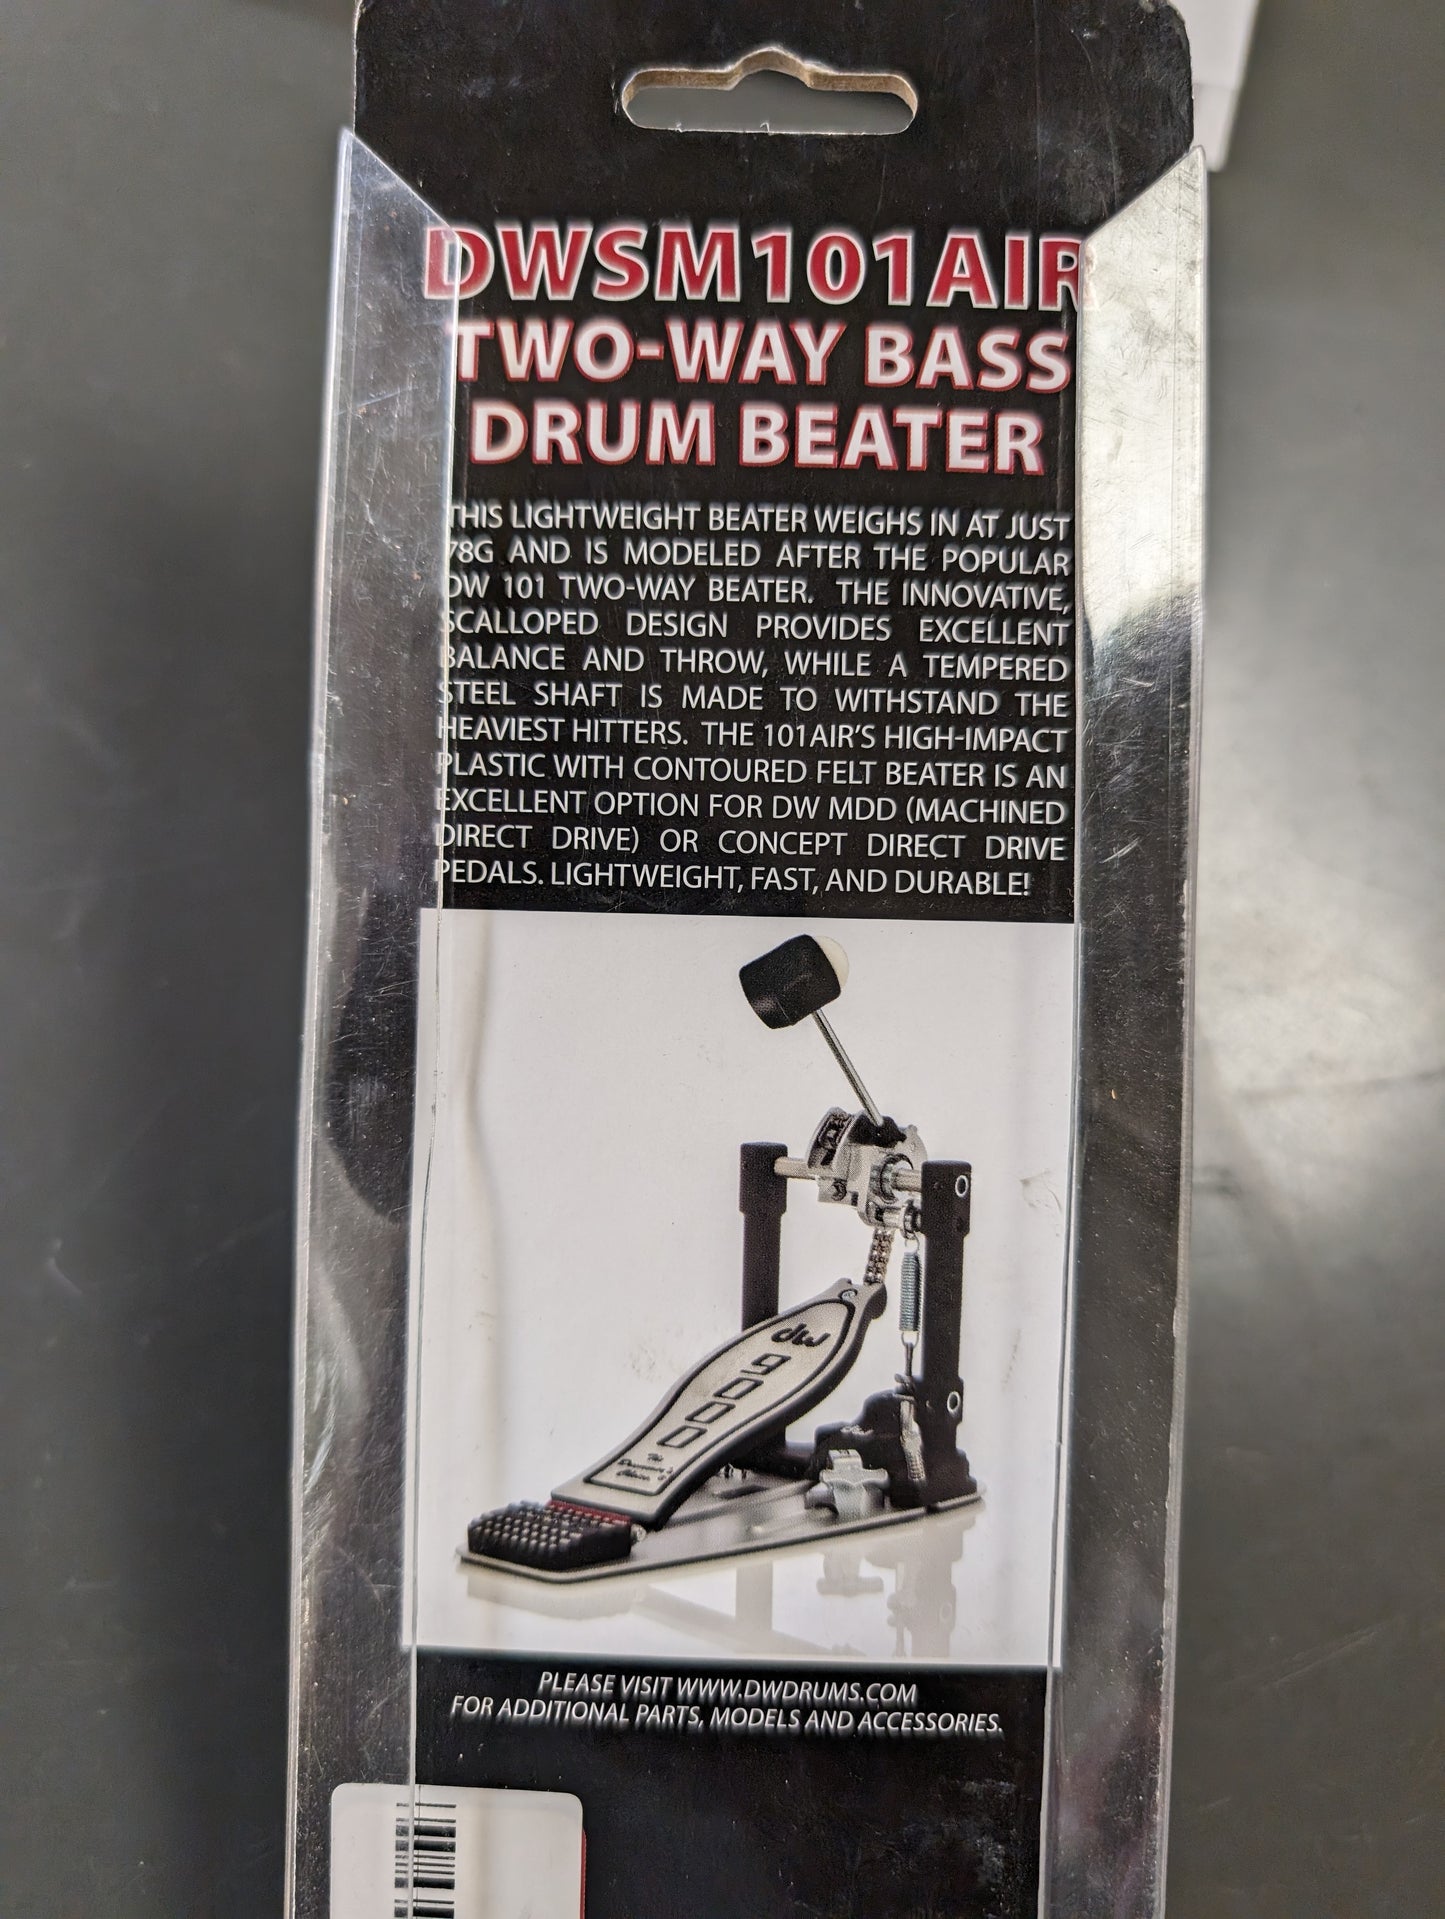 DWSM101AIR
TWO-WAY BASS
DRUM BEATER
THIS LIGHTWEIGHT BEATER WEIGHS IN AT JUST
78G AND IS MODELED AFTER THE POPULAR
DW 101 TWO-WAY BEATER. THE INNOVATIVE,
SCALLOPED DESIGN PROVIDES EXCELLENT
BALANCE AND THROW, WHILE A TEMPERED
STEEL SHAFT IS MADE TO WITHSTAND THE
HEAVIEST HITTERS. THE 101AIR'S HIGH-IMPACT
PLASTIC WITH CONTOURED FELT BEATER IS AN
EXCELLENT OPTION FOR DW MDD (MACHINED
DIRECT DRIVE) OR CONCEPT DIRECT DRIVE
PEDALS. LIGHTWEIGHT, FAST, AND DURABLE!
dw
9000
The
Drummer's
Choice
PLEASE VISIT WWW.DWDRUMS.COM
FOR ADDITIONAL PARTS, MODELS AND ACCESSORIES.